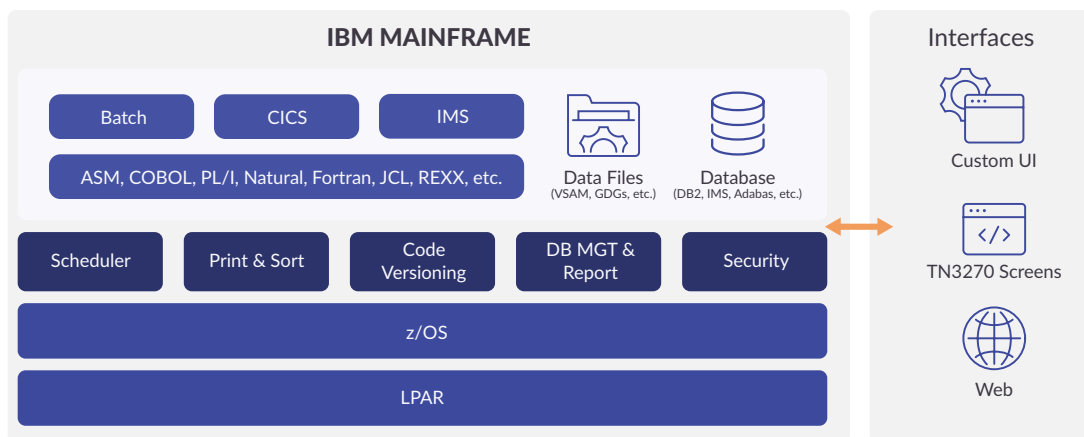 IBM MAINFRAME
Batch
CICS
IMS
ASM, COBOL, PL/I, Natural, Fortran, JCL, REXX, etc.
Data Files
(VSAM, GDGs, etc.)
Database
(DB2, IMS, Adabas, etc.)
Scheduler
Print & Sort
Code
Versioning
DB MGT &
Report
Security
z/OS
LPAR
Interfaces
Custom UI
</>
TN3270 Screens
Web